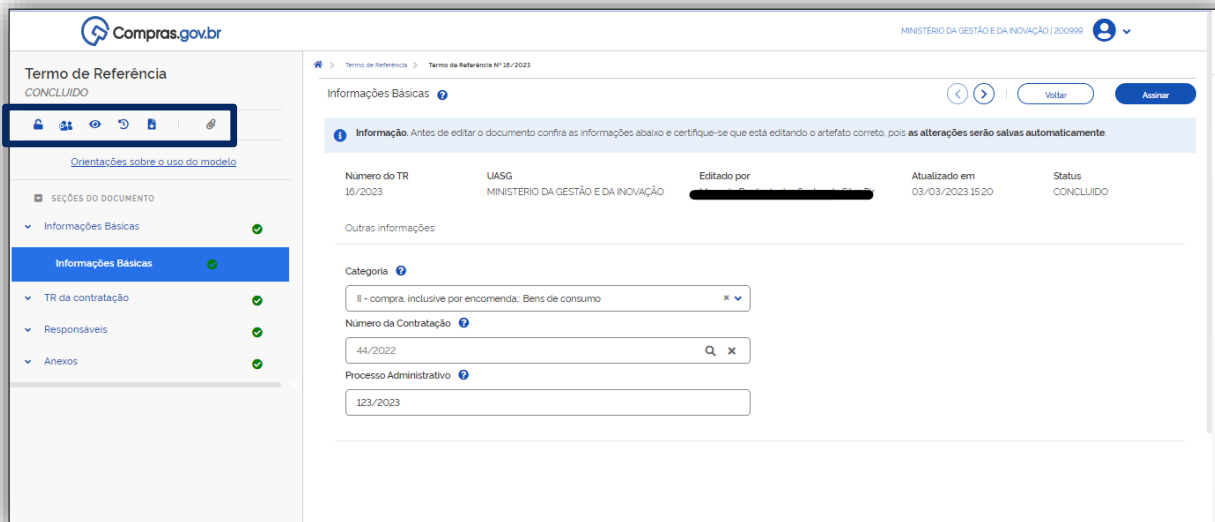 Compras.gov.br
MINISTÉRIO DA GESTÃO E DA INOVAÇÃO | 200999
Termo de Referência
CONCLUIDO
Orientações sobre o uso do modelo
SEÇÕES DO DOCUMENTO
Informações Básicas
Informações Básicas
TR da contratação
Responsáveis
Anexos
Termo de Referência Termo de Referência Nº 16/2023
Informações Básicas
Voltar Assinar
Informação. Antes de editar o documento confira as informações abaixo e certifique-se que está editando o artefato correto, pois as alterações serão salvas automaticamente.
Número do TR UASG Editado por Atualizado em Status
16/2023 MINISTÉRIO DA GESTÃO E DA INOVAÇÃO 03/03/2023 15:20 CONCLUIDO
Outras informações
Categoria
II - compra, inclusive por encomenda;: Bens de consumo
Número da Contratação
44/2022
Processo Administrativo
123/2023